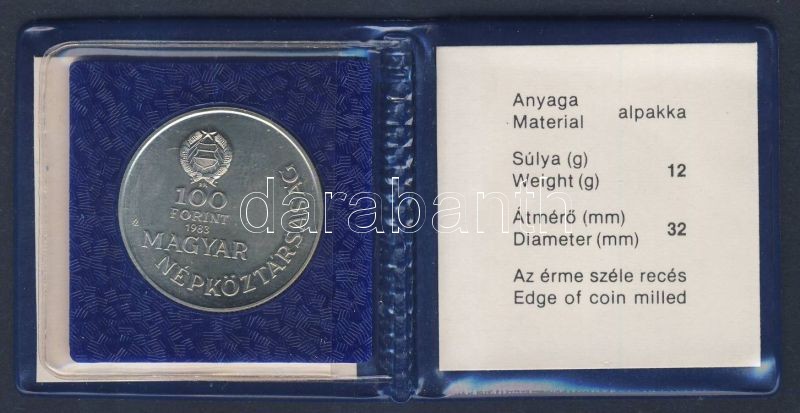 100
FORINT
1983
MAGYAR
NÉPKÖZTÁRSASÁG
darabanth
Anyaga
Material alpakka
Súlya (g)
Weight (g) 12
Átmérő (mm)
Diameter (mm) 32
Az érme széle recés
Edge of coin milled